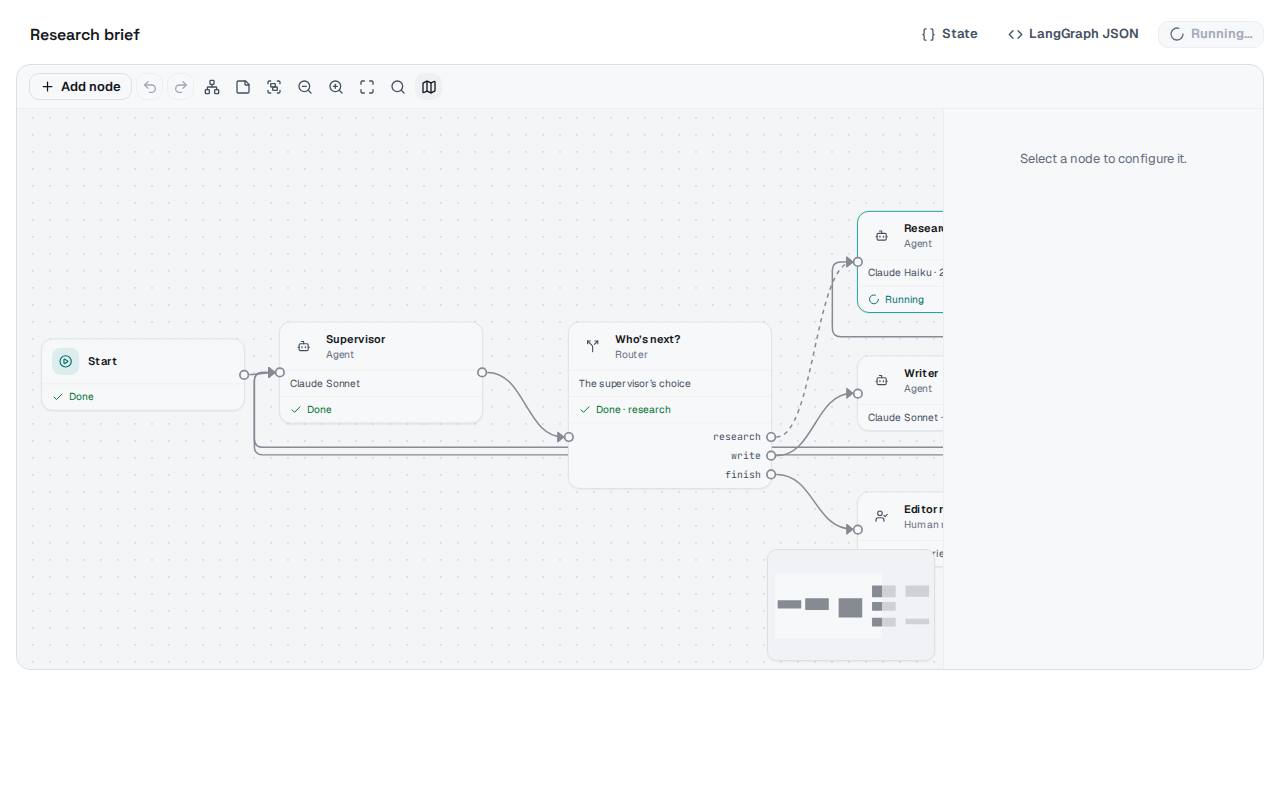 Research brief
State
LangGraph JSON
Running...
Add node
Select a node to configure it.
Agent
Claude Haiku · 2
Running
Supervisor
Agent
Claude Sonnet
Done
Who's next?
Router
The supervisor's choice
Done · research
research
write
finish
Start
Done
Writer
Agent
Claude Sonnet ·
Editor
Human